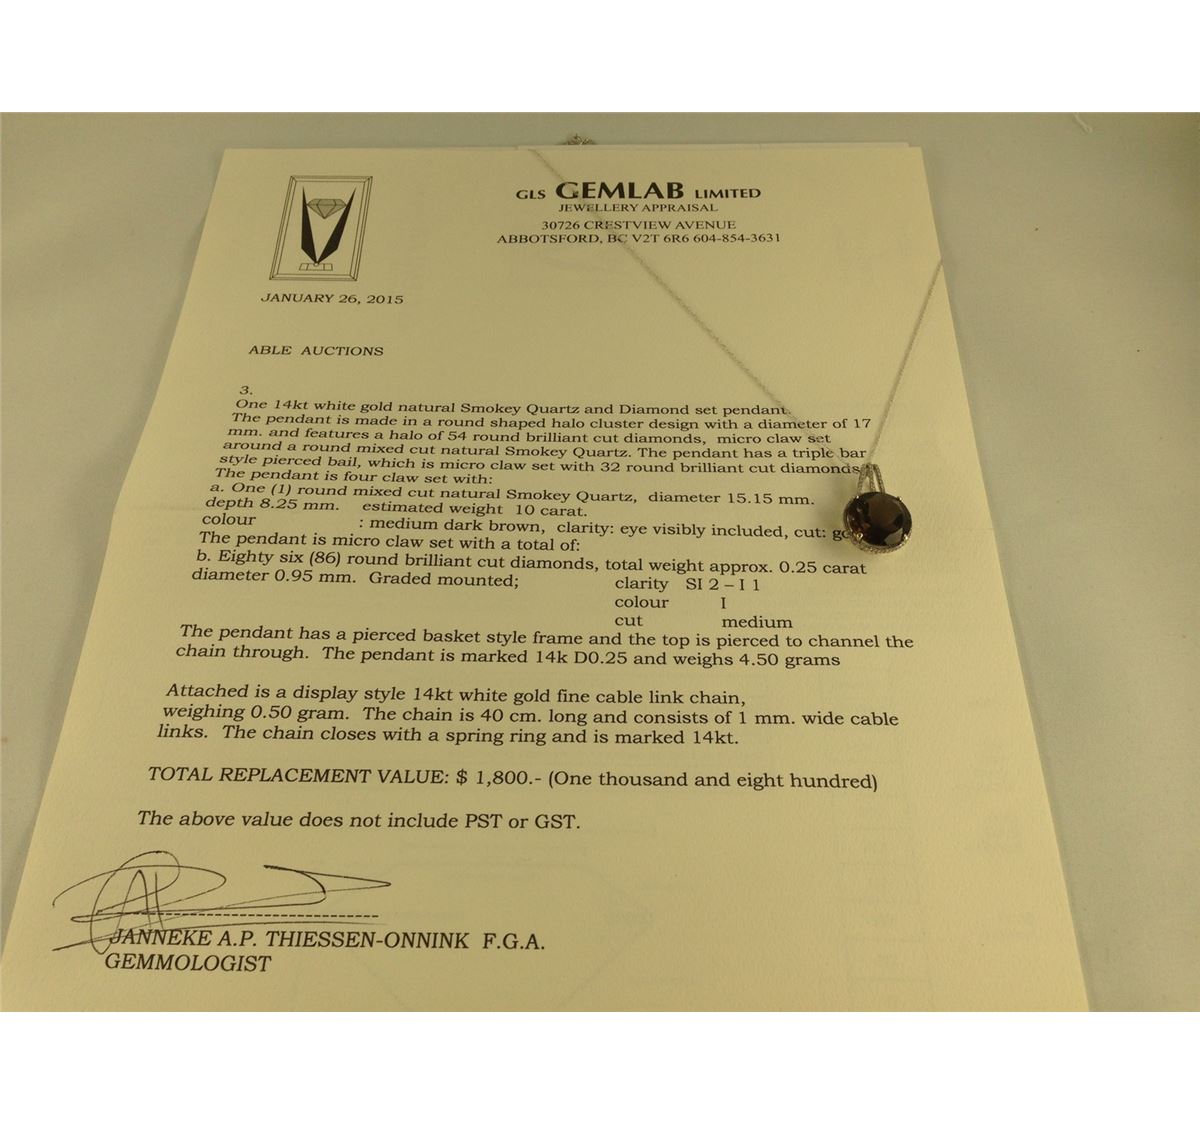 GLS GEMLAB LIMITED
JEWELLERY APPRAISAL
30726 CRESTVIEW AVENUE
ABBOTSFORD, BC V2T 6R6 604-854-3631
JANUARY 26, 2015
ABLE AUCTIONS
3.
One 14kt white gold natural Smokey Quartz and Diamond set pendant.
The pendant is made in a round shaped halo cluster design with a diameter of 17
mm. and features a halo of 54 round brilliant cut diamonds, micro claw set
around a round mixed cut natural Smokey Quartz. The pendant has a triple bar
style pierced bail, which is micro claw set with 32 round brilliant cut diamonds
The pendant is four claw set with:
a. One (1) round mixed cut natural Smokey Quartz, diameter 15.15 mm.
depth 8.25 mm. estimated weight 10 carat.
colour : medium dark brown, clarity: eye visibly included, cut:
The pendant is micro claw set with a total of:
b. Eighty six (86) round brilliant cut diamonds, total weight approx. 0.25 carat
diameter 0.95 mm. Graded mounted; clarity SI 2 – I 1
colour I
cut medium
The pendant has a pierced basket style frame and the top is pierced to channel the
chain through. The pendant is marked 14k D0.25 and weighs 4.50 grams
Attached is a display style 14kt white gold fine cable link chain,
weighing 0.50 gram. The chain is 40 cm. long and consists of 1 mm. wide cable
links. The chain closes with a spring ring and is marked 14kt.
TOTAL REPLACEMENT VALUE: $ 1,800.- (One thousand and eight hundred)
The above value does not include PST or GST.
JANNEKE A.P. THIESSEN-ONNINK F.G.A.
GEMMOLOGIST